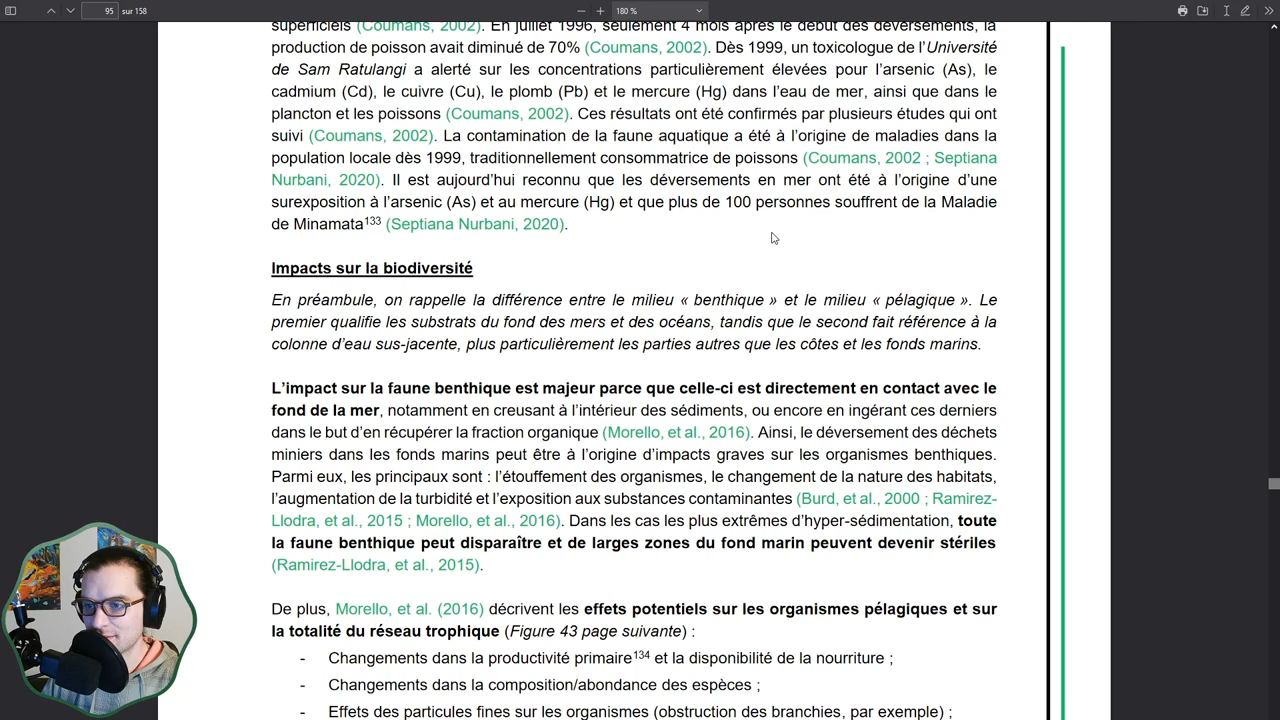 95 sur 158
180 %
superficiels (Coumans, 2002). En juillet 1996, seulement 4 mois après le début des déversements, la
production de poisson avait diminué de 70% (Coumans, 2002). Dès 1999, un toxicologue de l’Université
de Sam Ratulangi a alerté sur les concentrations particulièrement élevées pour l’arsenic (As), le
cadmium (Cd), le cuivre (Cu), le plomb (Pb) et le mercure (Hg) dans l’eau de mer, ainsi que dans le
plancton et les poissons (Coumans, 2002). Ces résultats ont été confirmés par plusieurs études qui ont
suivi (Coumans, 2002). La contamination de la faune aquatique a été à l’origine de maladies dans la
population locale dès 1999, traditionnellement consommatrice de poissons (Coumans, 2002 ; Septiana
Nurbani, 2020). Il est aujourd’hui reconnu que les déversements en mer ont été à l’origine d’une
surexposition à l’arsenic (As) et au mercure (Hg) et que plus de 100 personnes souffrent de la Maladie
de Minamata¹³³ (Septiana Nurbani, 2020).
Impacts sur la biodiversité
En préambule, on rappelle la différence entre le milieu « benthique » et le milieu « pélagique ». Le
premier qualifie les substrats du fond des mers et des océans, tandis que le second fait référence à la
colonne d’eau sus-jacente, plus particulièrement les parties autres que les côtes et les fonds marins.
L’impact sur la faune benthique est majeur parce que celle-ci est directement en contact avec le
fond de la mer, notamment en creusant à l’intérieur des sédiments, ou encore en ingérant ces derniers
dans le but d’en récupérer la fraction organique (Morello, et al., 2016). Ainsi, le déversement des déchets
miniers dans les fonds marins peut être à l’origine d’impacts graves sur les organismes benthiques.
Parmi eux, les principaux sont : l’étouffement des organismes, le changement de la nature des habitats,
l’augmentation de la turbidité et l’exposition aux substances contaminantes (Burd, et al., 2000 ; Ramirez-
Llodra, et al., 2015 ; Morello, et al., 2016). Dans les cas les plus extrêmes d’hyper-sédimentation, toute
la faune benthique peut disparaître et de larges zones du fond marin peuvent devenir stériles
(Ramirez-Llodra, et al., 2015).
De plus, Morello, et al. (2016) décrivent les effets potentiels sur les organismes pélagiques et sur
la totalité du réseau trophique (Figure 43 page suivante) :
- Changements dans la productivité primaire¹³⁴ et la disponibilité de la nourriture ;
- Changements dans la composition/abondance des espèces ;
- Effets des particules fines sur les organismes (obstruction des branchies, par exemple) ;